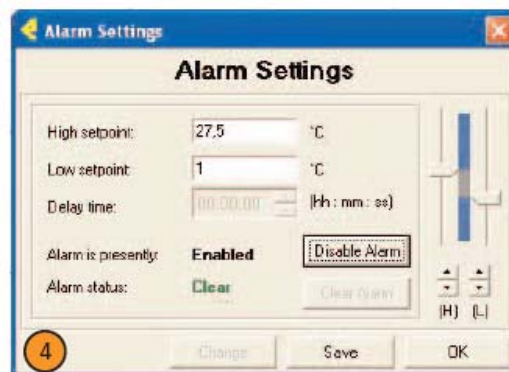 Alarm Settings
Alarm Settings
High setpoint: 27,5 °C
Low setpoint: 1 °C
Delay time: 00:00:00 (hh : mm : ss)
Alarm is presently: Enabled Disable Alarm
Alarm status: Clear Clear Alarm
(H) (L)
4 Change Save OK